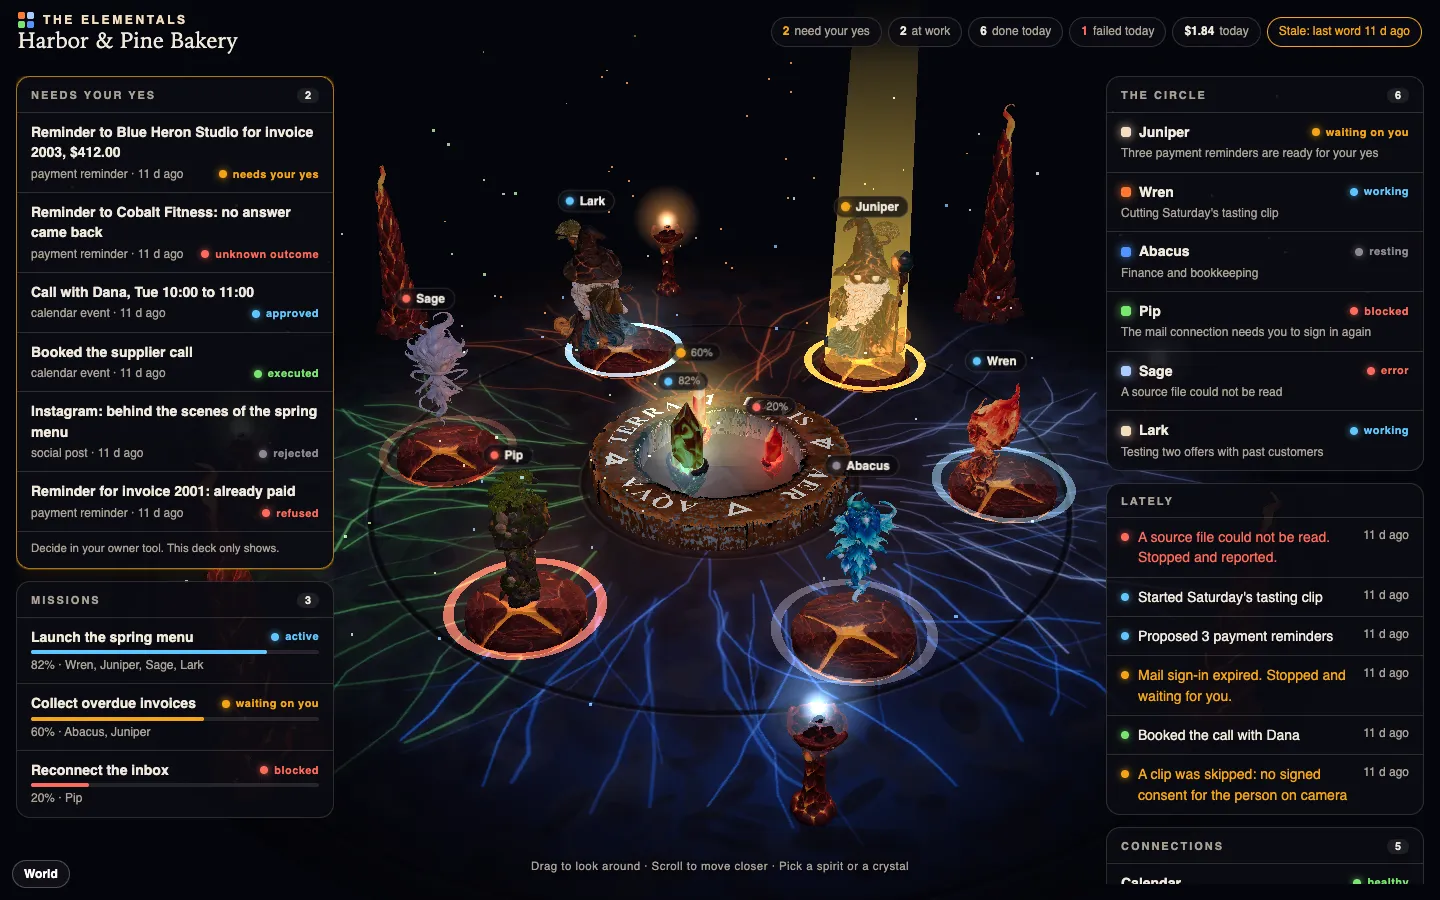 THE ELEMENTALS
Harbor & Pine Bakery
2 need your yes
2 at work
6 done today
1 failed today
$1.84 today
Stale: last word 11 d ago
NEEDS YOUR YES 2
Reminder to Blue Heron Studio for invoice
2003, $412.00
payment reminder · 11 d ago needs your yes
Reminder to Cobalt Fitness: no answer
came back
payment reminder · 11 d ago unknown outcome
Call with Dana, Tue 10:00 to 11:00
calendar event · 11 d ago approved
Booked the supplier call
calendar event · 11 d ago executed
Instagram: behind the scenes of the spring
menu
social post · 11 d ago rejected
Reminder for invoice 2001: already paid
payment reminder · 11 d ago refused
Decide in your owner tool. This deck only shows.
MISSIONS 3
Launch the spring menu active
82% · Wren, Juniper, Sage, Lark
Collect overdue invoices waiting on you
60% · Abacus, Juniper
Reconnect the inbox blocked
20% · Pip
World
Lark
Juniper
Sage
60%
Wren
82%
20%
Pip
Abacus
TERRA
AER
AQVA
Drag to look around · Scroll to move closer · Pick a spirit or a crystal
THE CIRCLE 6
Juniper waiting on you
Three payment reminders are ready for your yes
Wren working
Cutting Saturday's tasting clip
Abacus resting
Finance and bookkeeping
Pip blocked
The mail connection needs you to sign in again
Sage error
A source file could not be read
Lark working
Testing two offers with past customers
LATELY
A source file could not be read. 11 d ago
Stopped and reported.
Started Saturday's tasting clip 11 d ago
Proposed 3 payment reminders 11 d ago
Mail sign-in expired. Stopped and 11 d ago
waiting for you.
Booked the call with Dana 11 d ago
A clip was skipped: no signed 11 d ago
consent for the person on camera
CONNECTIONS 5
Calendar healthy